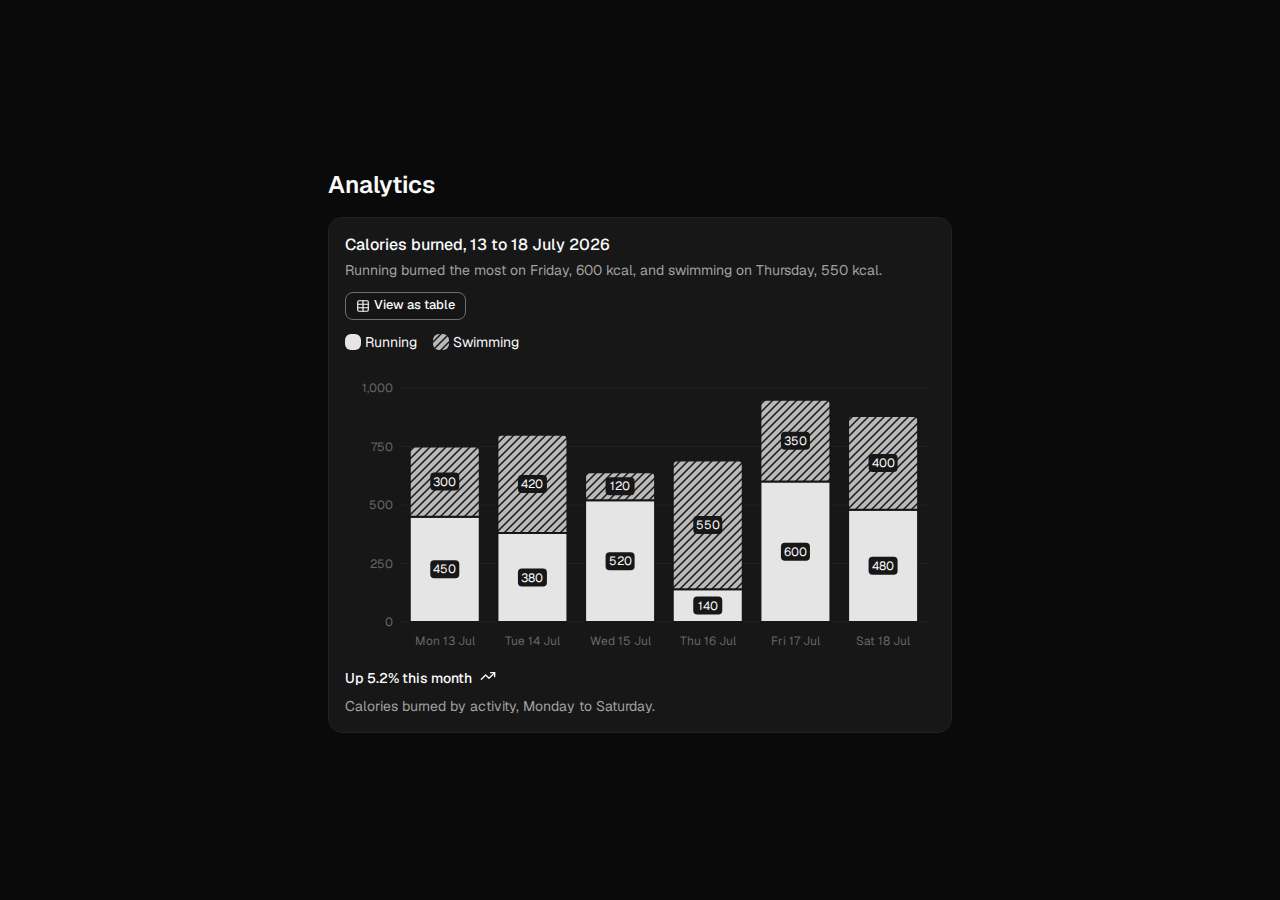 Analytics
Calories burned, 13 to 18 July 2026
Running burned the most on Friday, 600 kcal, and swimming on Thursday, 550 kcal.
View as table
Running Swimming
1,000
750
500
250
0
300
420
120
550
350
400
450
380
520
140
600
480
Mon 13 Jul Tue 14 Jul Wed 15 Jul Thu 16 Jul Fri 17 Jul Sat 18 Jul
Up 5.2% this month
Calories burned by activity, Monday to Saturday.